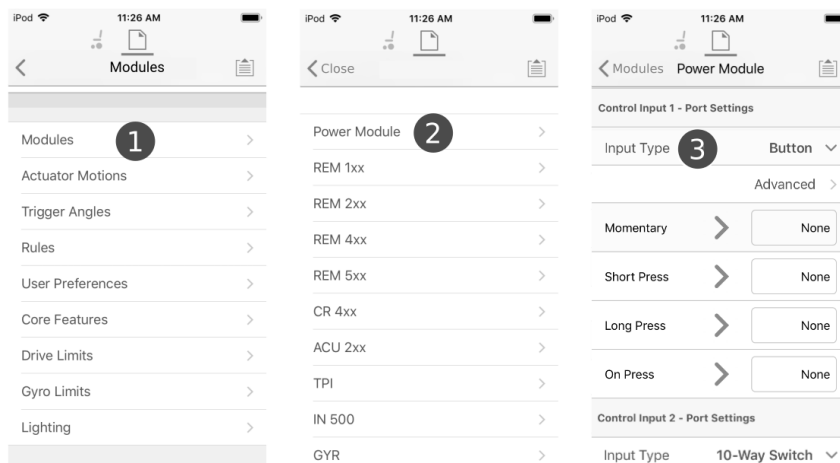 iPod 11:26 AM
Modules
Modules 1
Actuator Motions
Trigger Angles
Rules
User Preferences
Core Features
Drive Limits
Gyro Limits
Lighting
iPod 11:26 AM
Close
Power Module 2
REM 1xx
REM 2xx
REM 4xx
REM 5xx
CR 4xx
ACU 2xx
TPI
IN 500
GYR
iPod 11:26 AM
Modules Power Module
Control Input 1 - Port Settings
Input Type 3 Button
Advanced
Momentary None
Short Press None
Long Press None
On Press None
Control Input 2 - Port Settings
Input Type 10-Way Switch